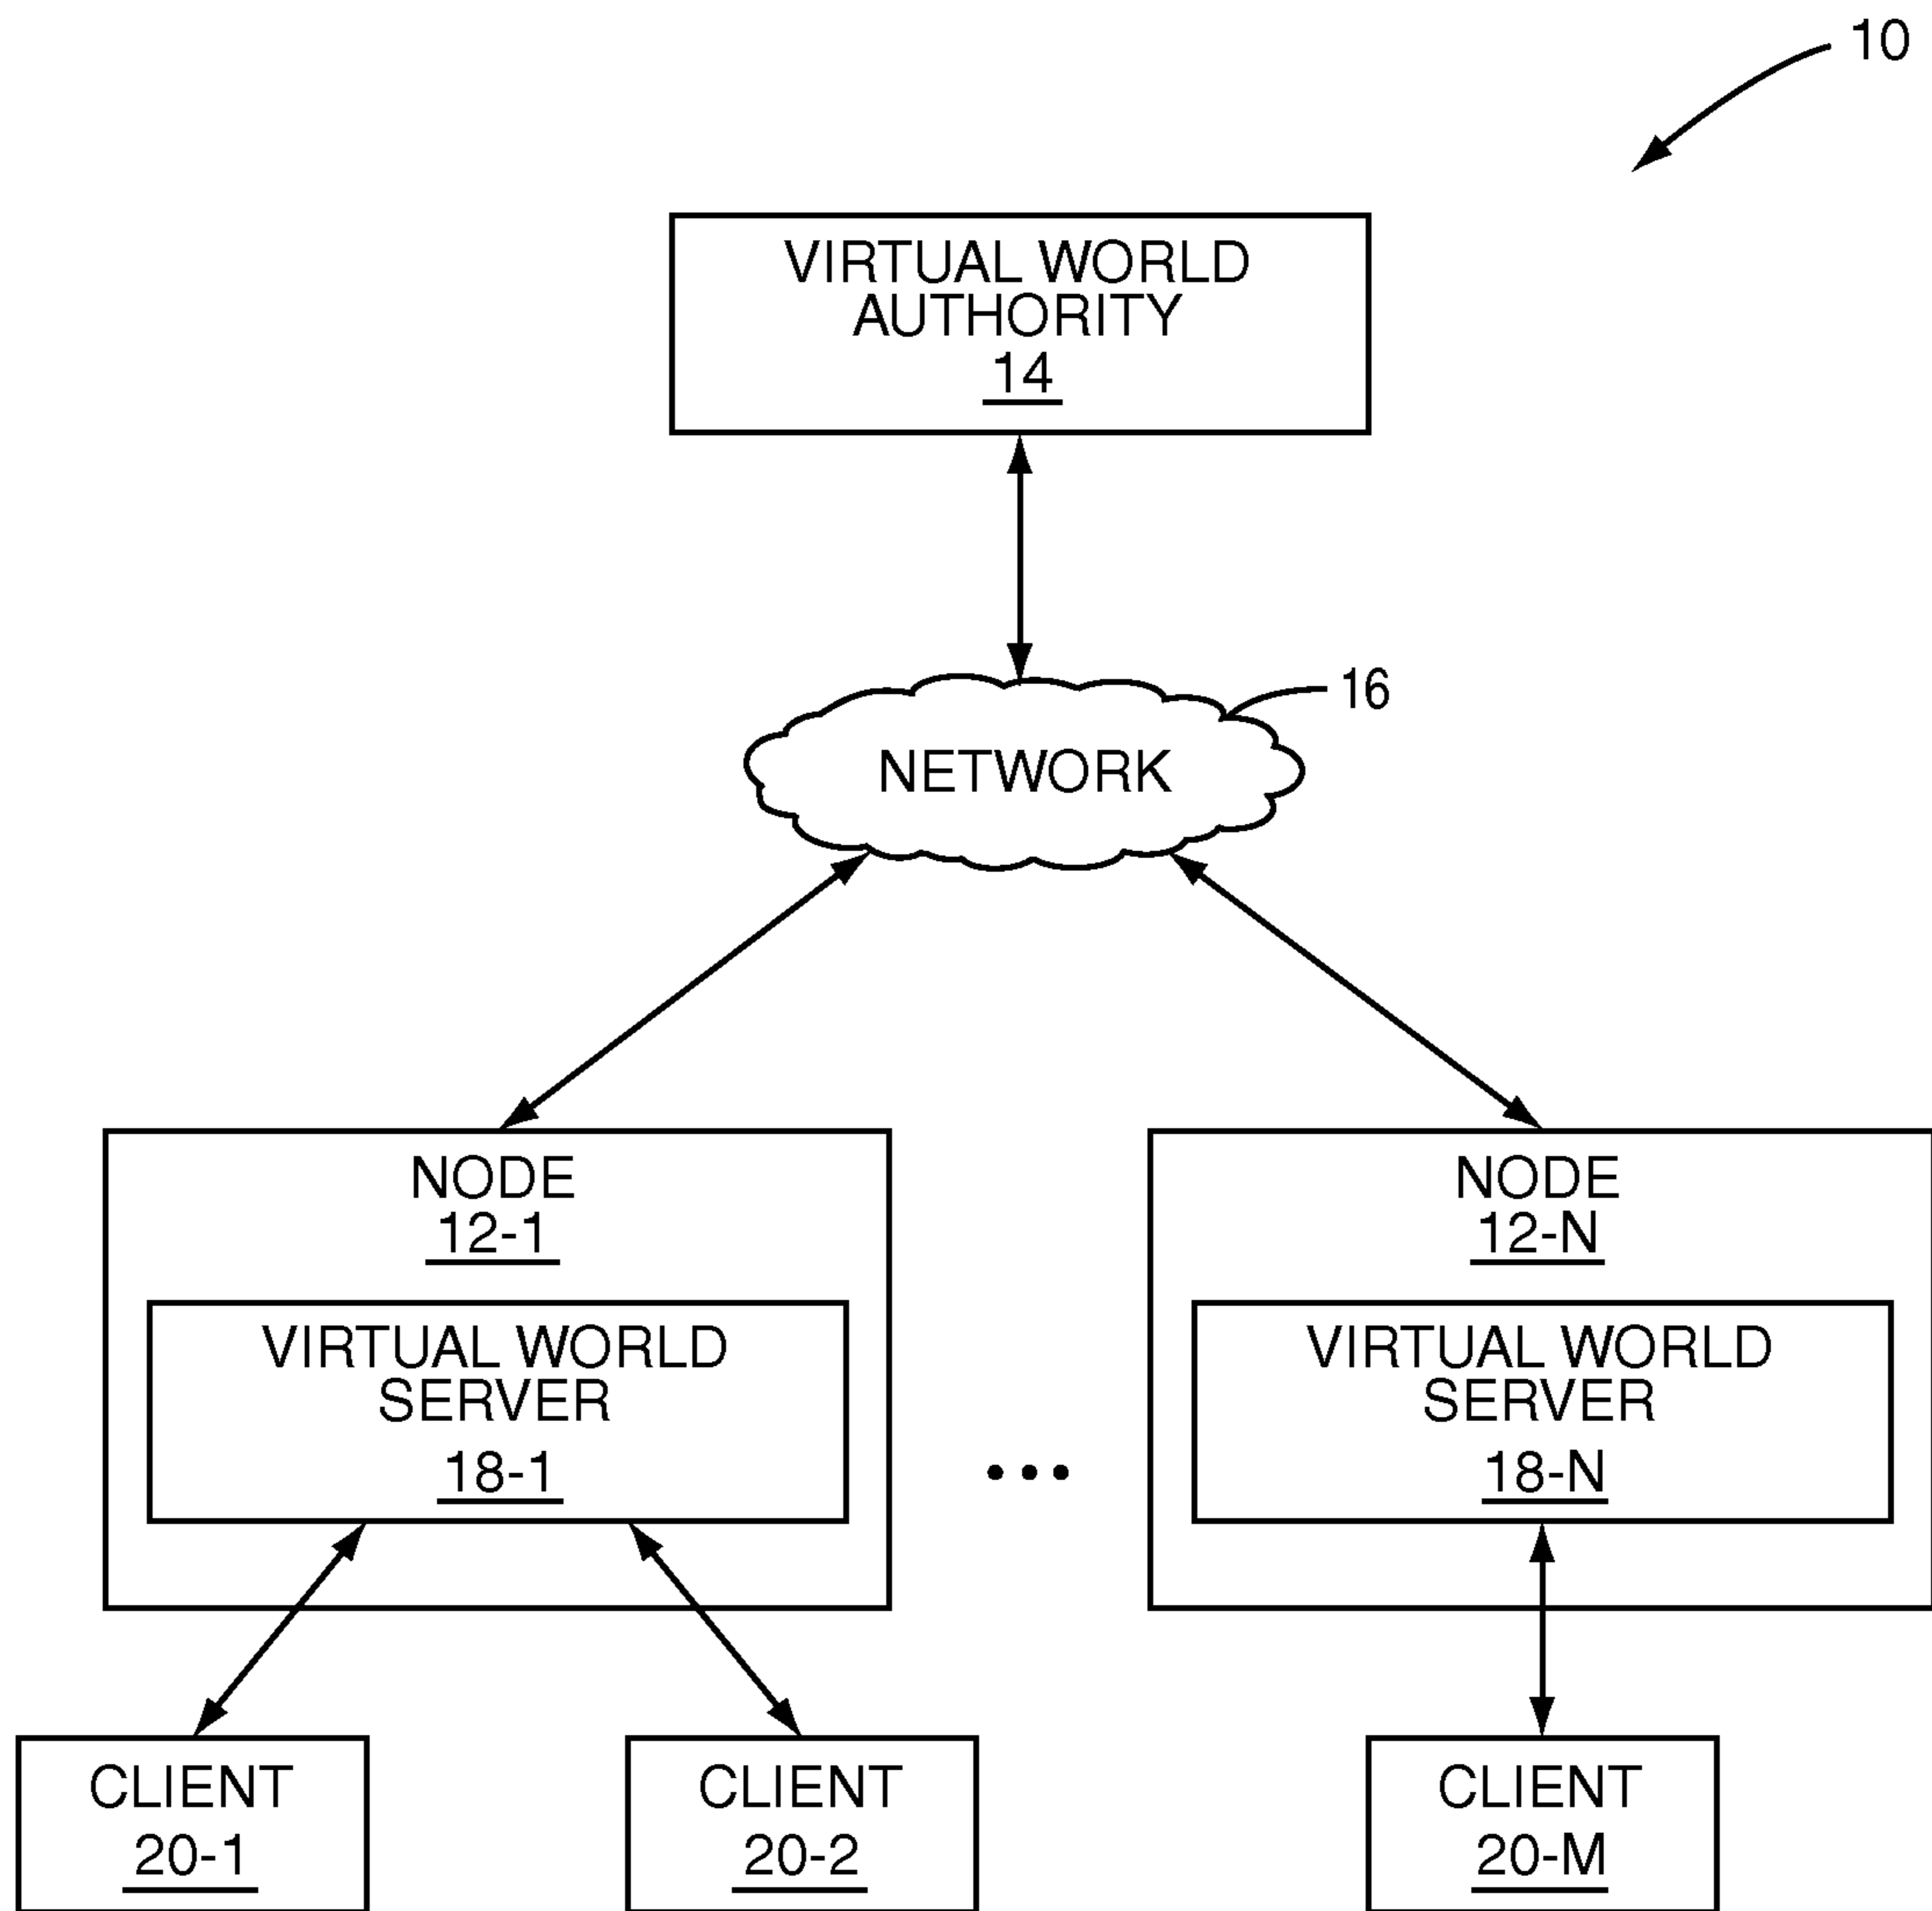 10
VIRTUAL WORLD
AUTHORITY
14
16
NETWORK
NODE
12-1
VIRTUAL WORLD
SERVER
18-1
NODE
12-N
VIRTUAL WORLD
SERVER
18-N
CLIENT
20-1
CLIENT
20-2
CLIENT
20-M